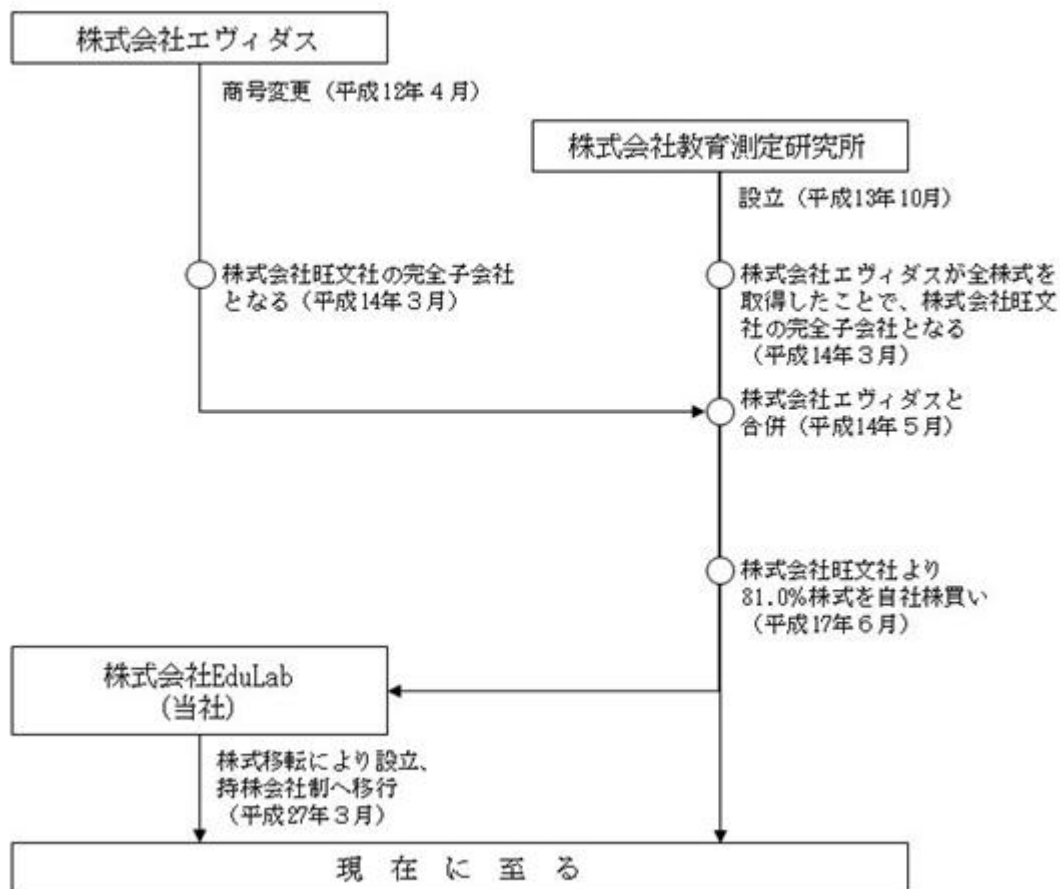 株式会社エヴィダス
商号変更（平成12年４月）
株式会社教育測定研究所
設立（平成13年10月）
株式会社旺文社の完全子会社
となる（平成14年３月）
株式会社エヴィダスが全株式を
取得したことで、株式会社旺文
社の完全子会社となる
（平成14年３月）
株式会社エヴィダスと
合併（平成14年５月）
株式会社旺文社より
81.0%株式を自社株買い
（平成17年６月）
株式会社EduLab
（当社）
株式移転により設立、
持株会社制へ移行
（平成27年３月）
現在に至る